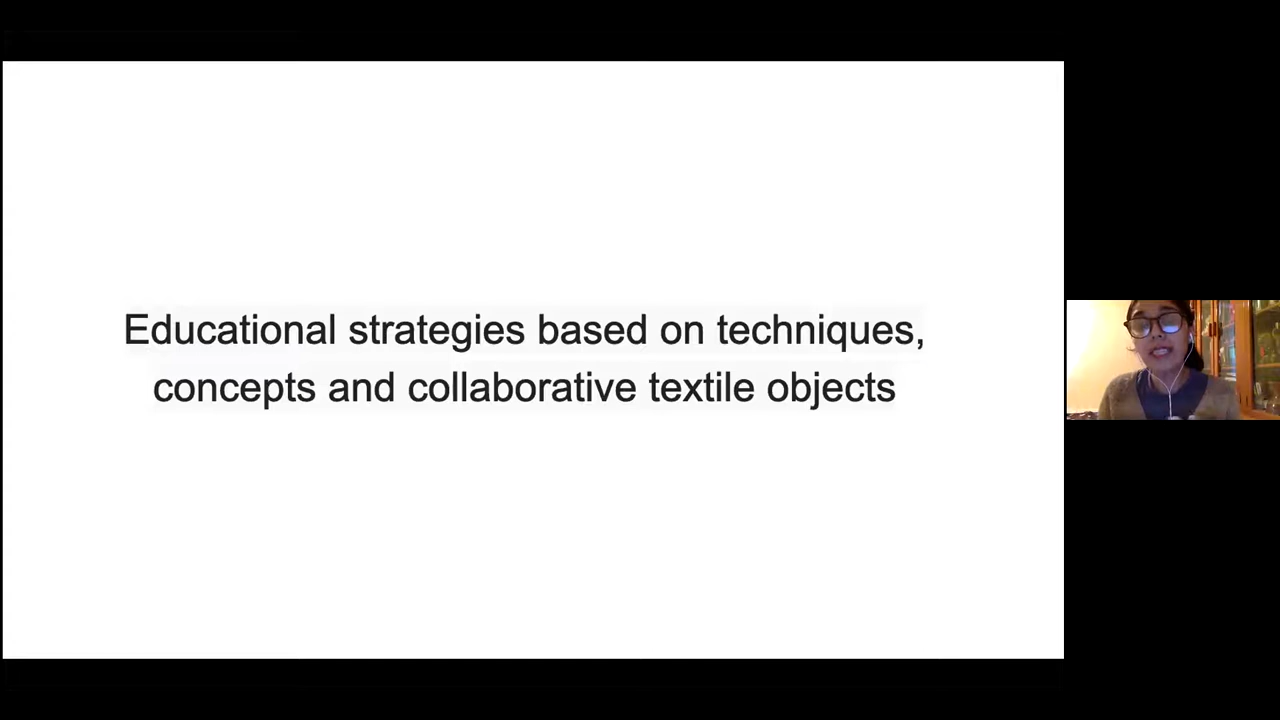 Educational strategies based on techniques,
concepts and collaborative textile objects